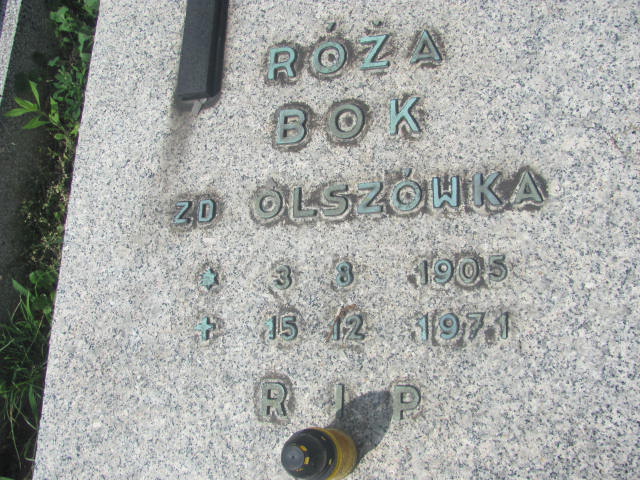 RÓŻA
BOK
ZD OLSZÓWKA
* 3 8 1905
+ 15 12 1971
R I P